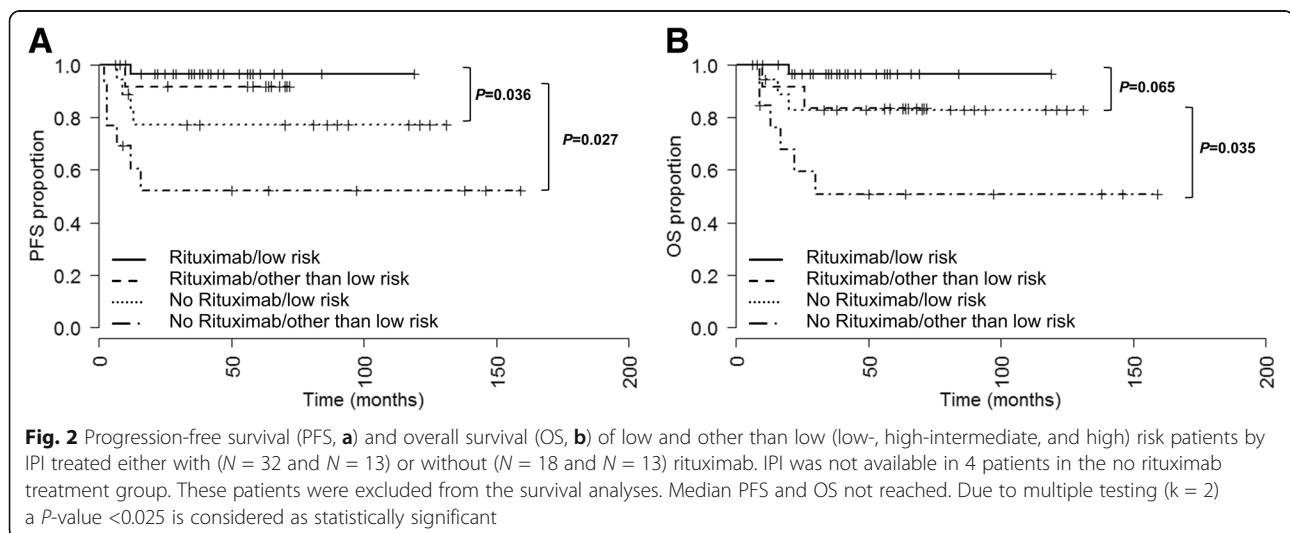 A
PFS proportion
1.0
0.8
0.6
0.4
0.2
0.0
P=0.036
P=0.027
Rituximab/low risk
Rituximab/other than low risk
No Rituximab/low risk
No Rituximab/other than low risk
0
50
100
150
200
Time (months)
B
OS proportion
1.0
0.8
0.6
0.4
0.2
0.0
P=0.065
P=0.035
Rituximab/low risk
Rituximab/other than low risk
No Rituximab/low risk
No Rituximab/other than low risk
0
50
100
150
200
Time (months)
Fig. 2 Progression-free survival (PFS, a) and overall survival (OS, b) of low and other than low (low-, high-intermediate, and high) risk patients by
IPI treated either with (N = 32 and N = 13) or without (N = 18 and N = 13) rituximab. IPI was not available in 4 patients in the no rituximab
treatment group. These patients were excluded from the survival analyses. Median PFS and OS not reached. Due to multiple testing (k = 2)
a P-value <0.025 is considered as statistically significant